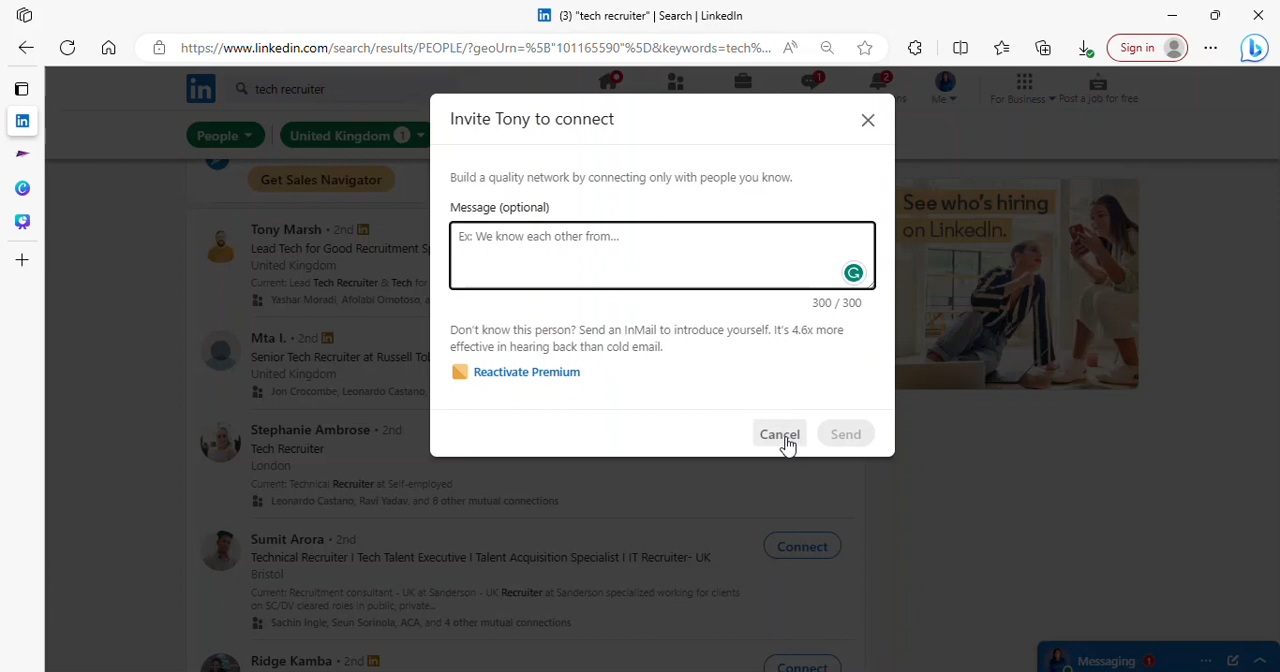 (3) "tech recruiter" | Search | LinkedIn
https://www.linkedin.com/search/results/PEOPLE/?geoUrn=%5B"101165590"%5D&keywords=tech%...
Sign in
in
tech recruiter
1
2
Me
For Business
Post a job for free
People
United Kingdom 1
Get Sales Navigator
Invite Tony to connect
Build a quality network by connecting only with people you know.
Message (optional)
Ex: We know each other from...
300 / 300
Don't know this person? Send an InMail to introduce yourself. It's 4.6x more
effective in hearing back than cold email.
Reactivate Premium
Cancel
Send
See who's hiring
on LinkedIn.
Tony Marsh • 2nd in
Lead Tech for Good Recruitment S
United Kingdom
Current: Lead Tech Recruiter & Tech for
Yashar Moradi, Afolabi Omotoso, a
Mta I. • 2nd in
Senior Tech Recruiter at Russell To
United Kingdom
Jon Crocombe, Leonardo Castano,
Stephanie Ambrose • 2nd
Tech Recruiter
London
Current: Technical Recruiter at Self-employed
Leonardo Castano, Ravi Yadav, and 8 other mutual connections
Sumit Arora • 2nd
Technical Recruiter I Tech Talent Executive I Talent Acquisition Specialist I IT Recruiter- UK
Bristol
Current: Recruitment consultant - UK at Sanderson - UK Recruiter at Sanderson specialized working for clients
on SC/DV cleared roles in public, private...
Sachin Ingle, Seun Sorinola, ACA, and 4 other mutual connections
Connect
Ridge Kamba • 2nd in
Connect
Messaging 1